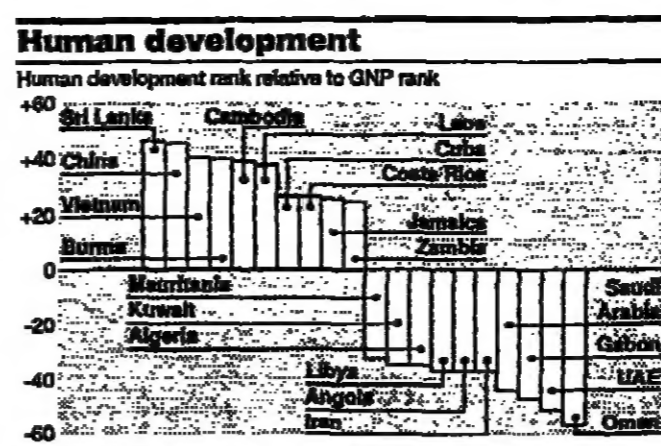 Human development
Human development rank relative to GNP rank
+60
Sri Lanka
Cambodia
Laos
Cuba
+40
China
Costa Rica
+20
Vietnam
Jamaica
Burma
Zambia
0
Mauritania
Saudi
Arabia
Kuwait
-20
Algeria
Gabon
Libya
UAE
-40
Angola
Iran
Oman
-60